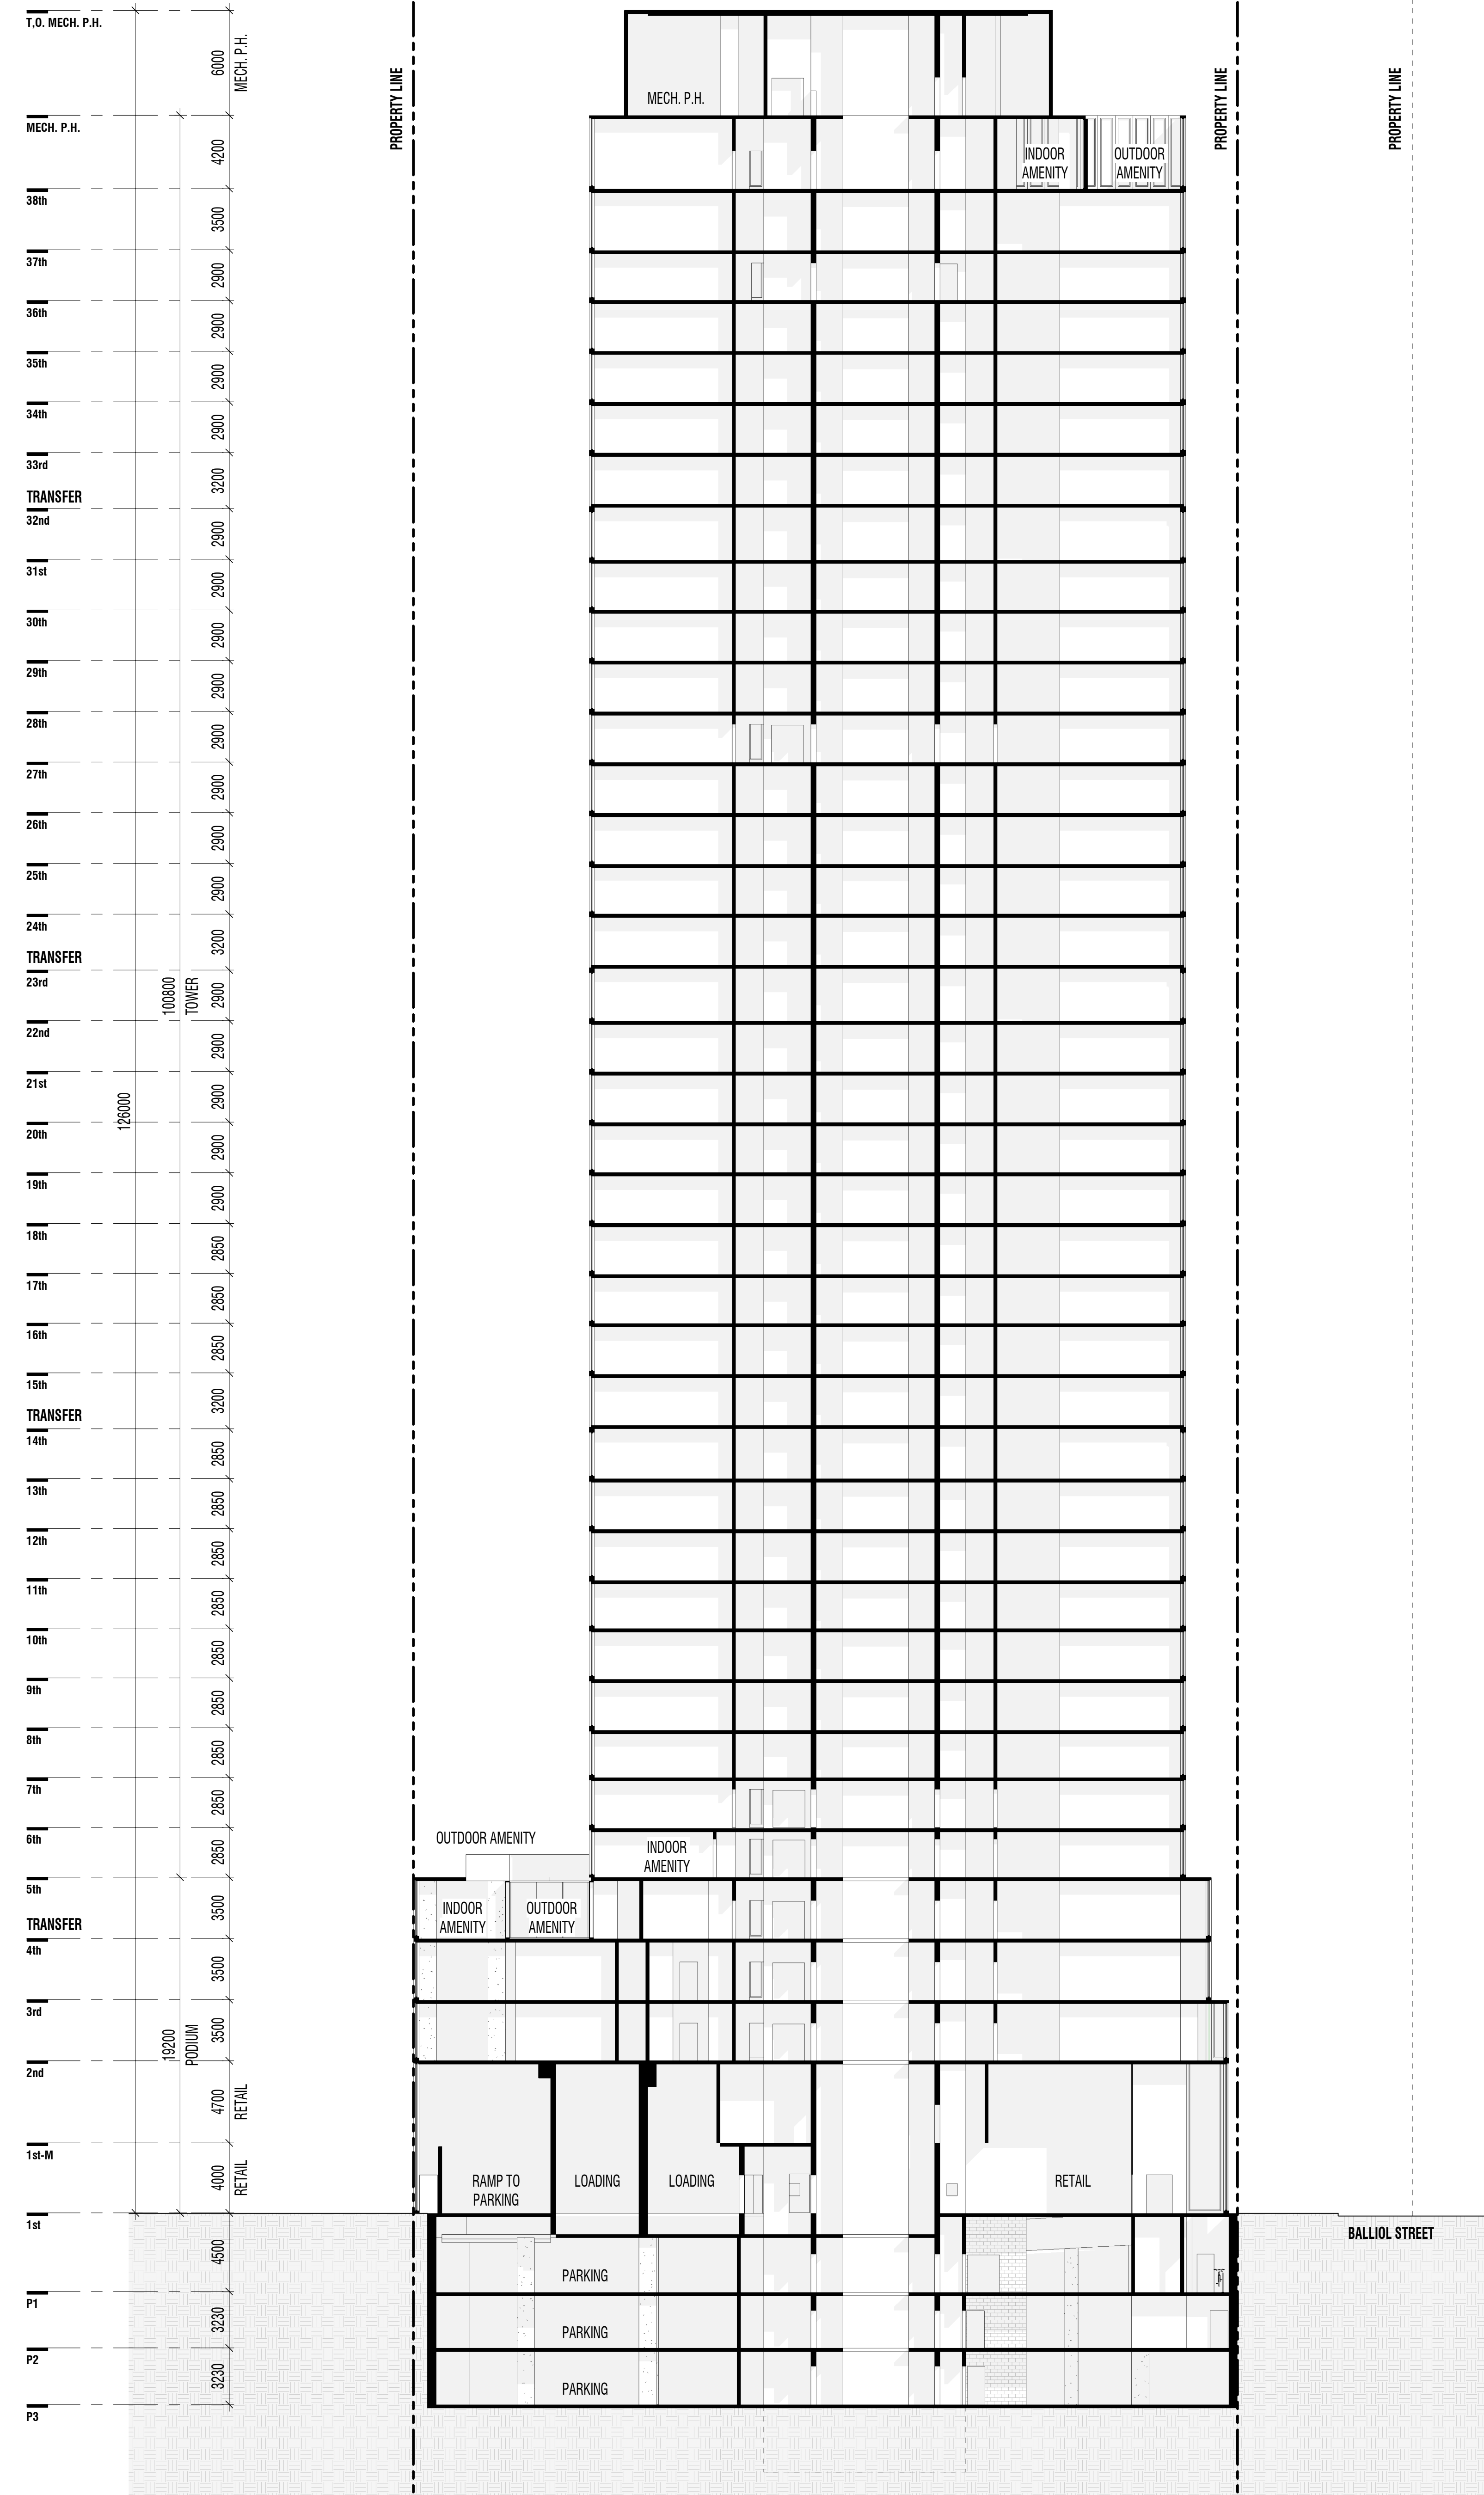 T,O. MECH. P.H.
6000
MECH. P.H.
MECH. P.H.
4200
38th
3500
37th
2900
36th
2900
35th
2900
34th
2900
33rd
3200
TRANSFER
32nd
2900
31st
2900
30th
2900
29th
2900
28th
2900
27th
2900
26th
2900
25th
2900
24th
3200
TRANSFER
23rd
2900
22nd
2900
21st
2900
20th
2900
19th
2900
18th
2850
17th
2850
16th
2850
15th
3200
TRANSFER
14th
2850
13th
2850
12th
2850
11th
2850
10th
2850
9th
2850
8th
2850
7th
2850
6th
2850
5th
3500
TRANSFER
4th
3500
3rd
3500
2nd
4700
RETAIL
1st-M
4000
RETAIL
1st
4500
P1
3230
P2
3230
P3
126000
100800
TOWER
19200
PODIUM
PROPERTY LINE
PROPERTY LINE
PROPERTY LINE
MECH. P.H.
INDOOR
AMENITY
OUTDOOR
AMENITY
OUTDOOR AMENITY
INDOOR
AMENITY
INDOOR
AMENITY
OUTDOOR
AMENITY
RAMP TO
PARKING
LOADING
LOADING
RETAIL
BALLIOL STREET
PARKING
PARKING
PARKING